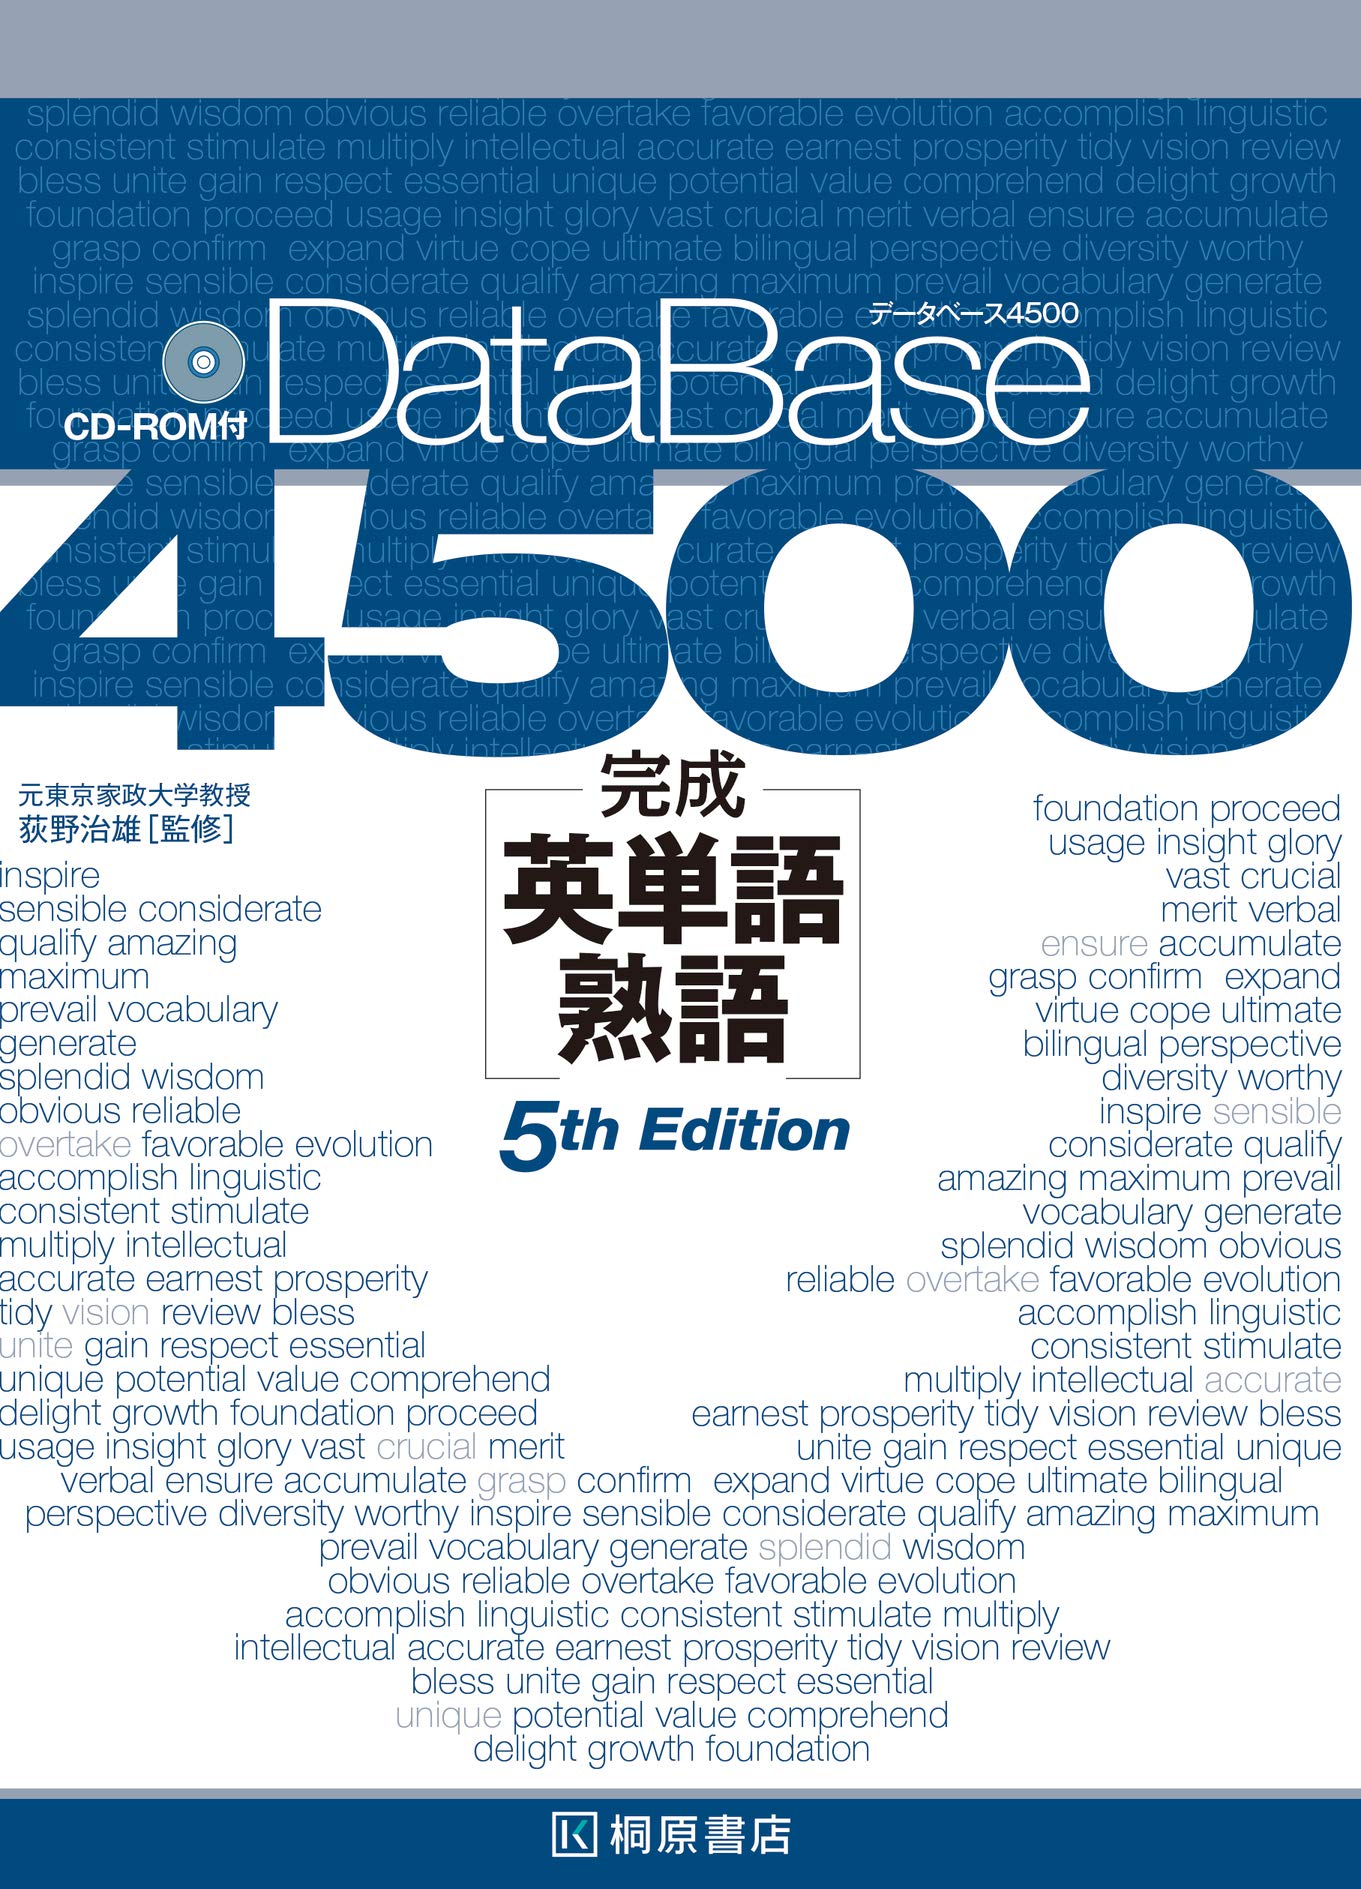 splendid wisdom obvious reliable overtake favorable evolution accomplish linguistic
consistent stimulate multiply intellectual accurate earnest prosperity tidy vision review
bless unite gain respect essential unique potential value comprehend delight growth
foundation proceed usage insight glory vast crucial merit verbal ensure accumulate
grasp confirm expand virtue cope ultimate bilingual perspective diversity worthy
inspire sensible considerate qualify amazing maximum prevail vocabulary generate
データベース4500
DataBase
CD-ROM付
4500
元東京家政大学教授
荻野治雄[監修]
完成
英単語
熟語
5th Edition
inspire
sensible considerate
qualify amazing
maximum
prevail vocabulary
generate
splendid wisdom
obvious reliable
overtake favorable evolution
accomplish linguistic
consistent stimulate
multiply intellectual
accurate earnest prosperity
tidy vision review bless
unite gain respect essential
unique potential value comprehend
delight growth foundation proceed
usage insight glory vast crucial merit
foundation proceed
usage insight glory
vast crucial
merit verbal
ensure accumulate
grasp confirm expand
virtue cope ultimate
bilingual perspective
diversity worthy
inspire sensible
considerate qualify
amazing maximum prevail
vocabulary generate
splendid wisdom obvious
reliable overtake favorable evolution
accomplish linguistic
consistent stimulate
multiply intellectual accurate
earnest prosperity tidy vision review bless
unite gain respect essential unique
verbal ensure accumulate grasp confirm expand virtue cope ultimate bilingual
perspective diversity worthy inspire sensible considerate qualify amazing maximum
prevail vocabulary generate splendid wisdom
obvious reliable overtake favorable evolution
accomplish linguistic consistent stimulate multiply
intellectual accurate earnest prosperity tidy vision review
bless unite gain respect essential
unique potential value comprehend
delight growth foundation
桐原書店